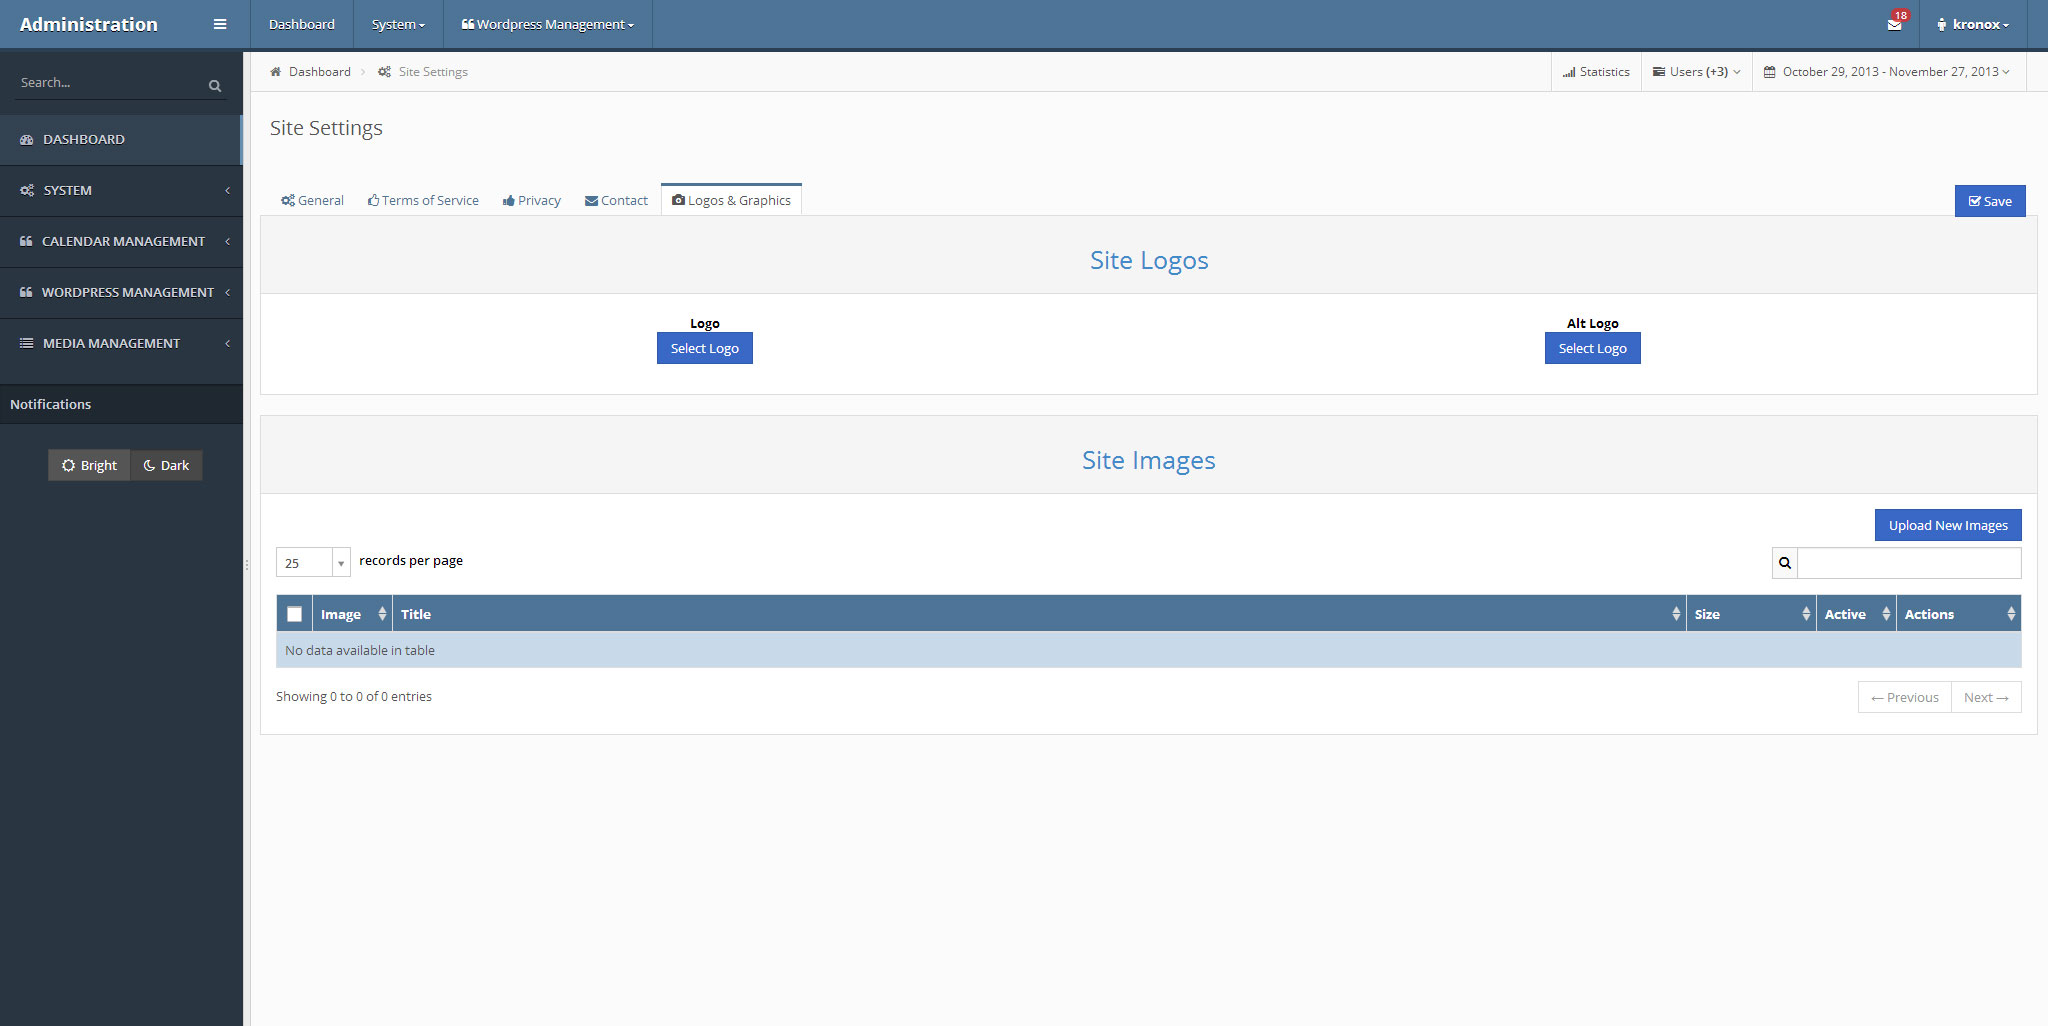 Administration
Dashboard
System
Wordpress Management
18
kronox
Search...
DASHBOARD
SYSTEM
CALENDAR MANAGEMENT
WORDPRESS MANAGEMENT
MEDIA MANAGEMENT
Notifications
Bright
Dark
Dashboard
Site Settings
Statistics
Users (+3)
October 29, 2013 - November 27, 2013
Site Settings
General
Terms of Service
Privacy
Contact
Logos & Graphics
Save
Site Logos
Logo
Select Logo
Alt Logo
Select Logo
Site Images
Upload New Images
25
records per page
Image
Title
Size
Active
Actions
No data available in table
Showing 0 to 0 of 0 entries
← Previous
Next →